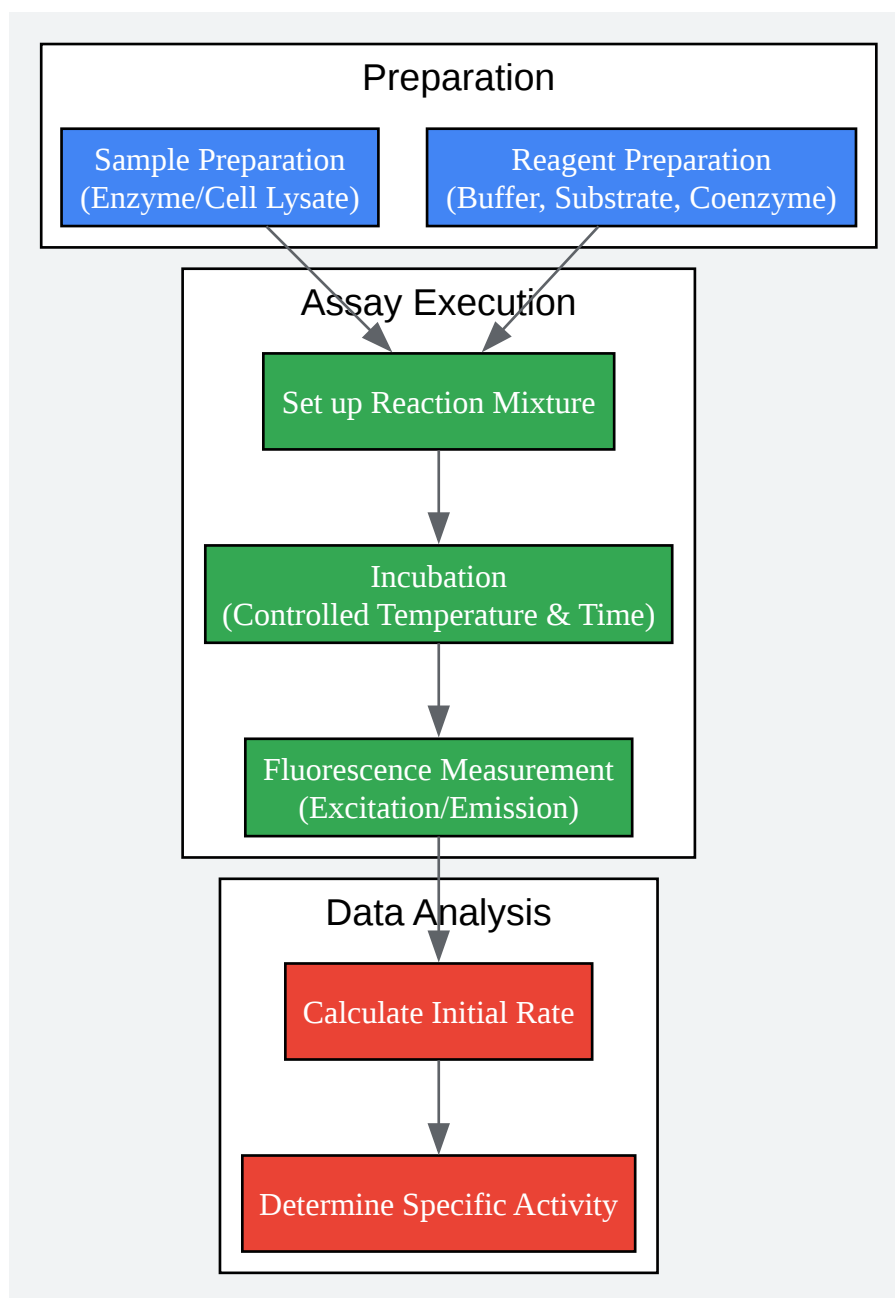 Preparation
Sample Preparation
(Enzyme/Cell Lysate)
Reagent Preparation
(Buffer, Substrate, Coenzyme)
Assay Execution
Set up Reaction Mixture
Incubation
(Controlled Temperature & Time)
Fluorescence Measurement
(Excitation/Emission)
Data Analysis
Calculate Initial Rate
Determine Specific Activity